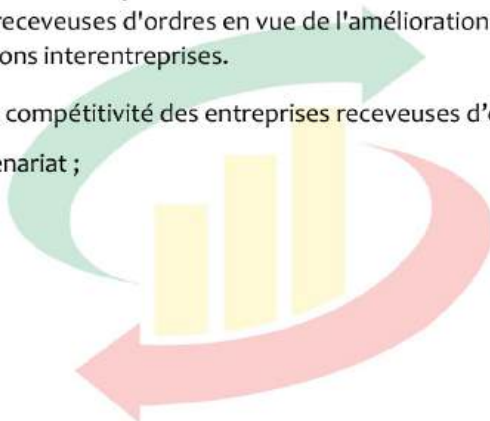 receveuses d'ordres en vue de l'amélioration
ons interentreprises.
compétitivité des entreprises receveuses d'
enariat ;